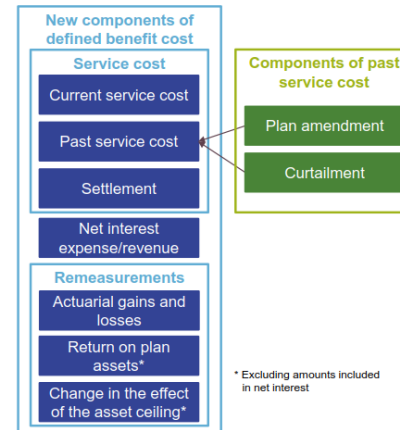 New components of
defined benefit cost
Service cost
Current service cost
Past service cost
Settlement
Net interest
expense/revenue
Remeasurements
Actuarial gains and
losses
Return on plan
assets*
Change in the effect
of the asset ceiling*
Components of past
service cost
Plan amendment
Curtailment
* Excluding amounts included
in net interest